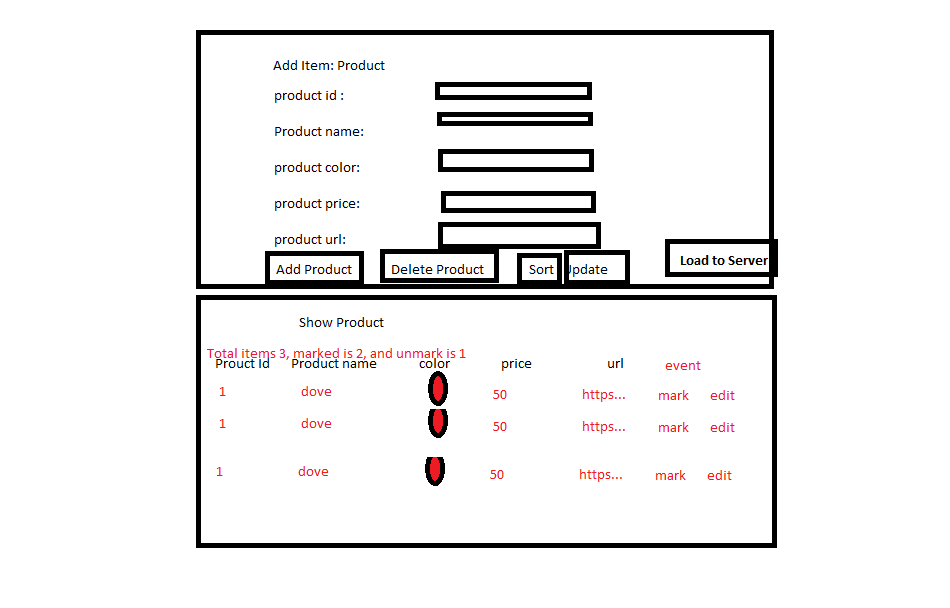 Add Item: Product
product id :
Product name:
product color:
product price:
product url:
Add Product Delete Product Sort Update Load to Server
Show Product
Total items 3, marked is 2, and unmark is 1
Prouct Id Product name color price url event
1 dove 50 https... mark edit
1 dove 50 https... mark edit
1 dove 50 https... mark edit